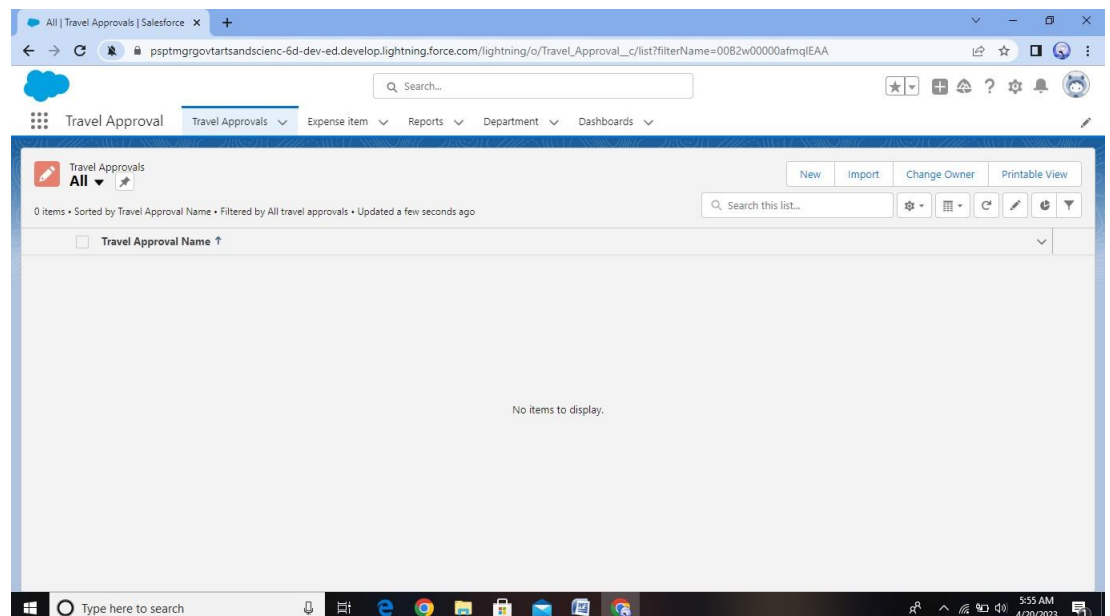 All | Travel Approvals | Salesforce
psptmgrgovtartsandscienc-6d-dev-ed.develop.lightning.force.com/lightning/o/Travel_Approval__c/list?filterName=00B2w00000afmqlEAA
Search...
Travel Approval Travel Approvals Expense item Reports Department Dashboards
Travel Approvals
All
New Import Change Owner Printable View
0 items • Sorted by Travel Approval Name • Filtered by All travel approvals • Updated a few seconds ago
Search this list...
Travel Approval Name ↑
No items to display.
Type here to search
5:55 AM
4/20/2023